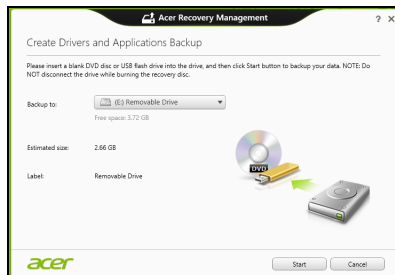 Acer Recovery Management
? X
Create Drivers and Applications Backup
Please insert a blank DVD disc or USB flash drive into the drive, and then click Start button to backup your data. NOTE: Do
NOT disconnect the drive while burning the recovery disc.
Backup to: (E:) Removable Drive
Free space: 3.72 GB
Estimated size: 2.66 GB
DVD
Label: Removable Drive
acer Start Cancel